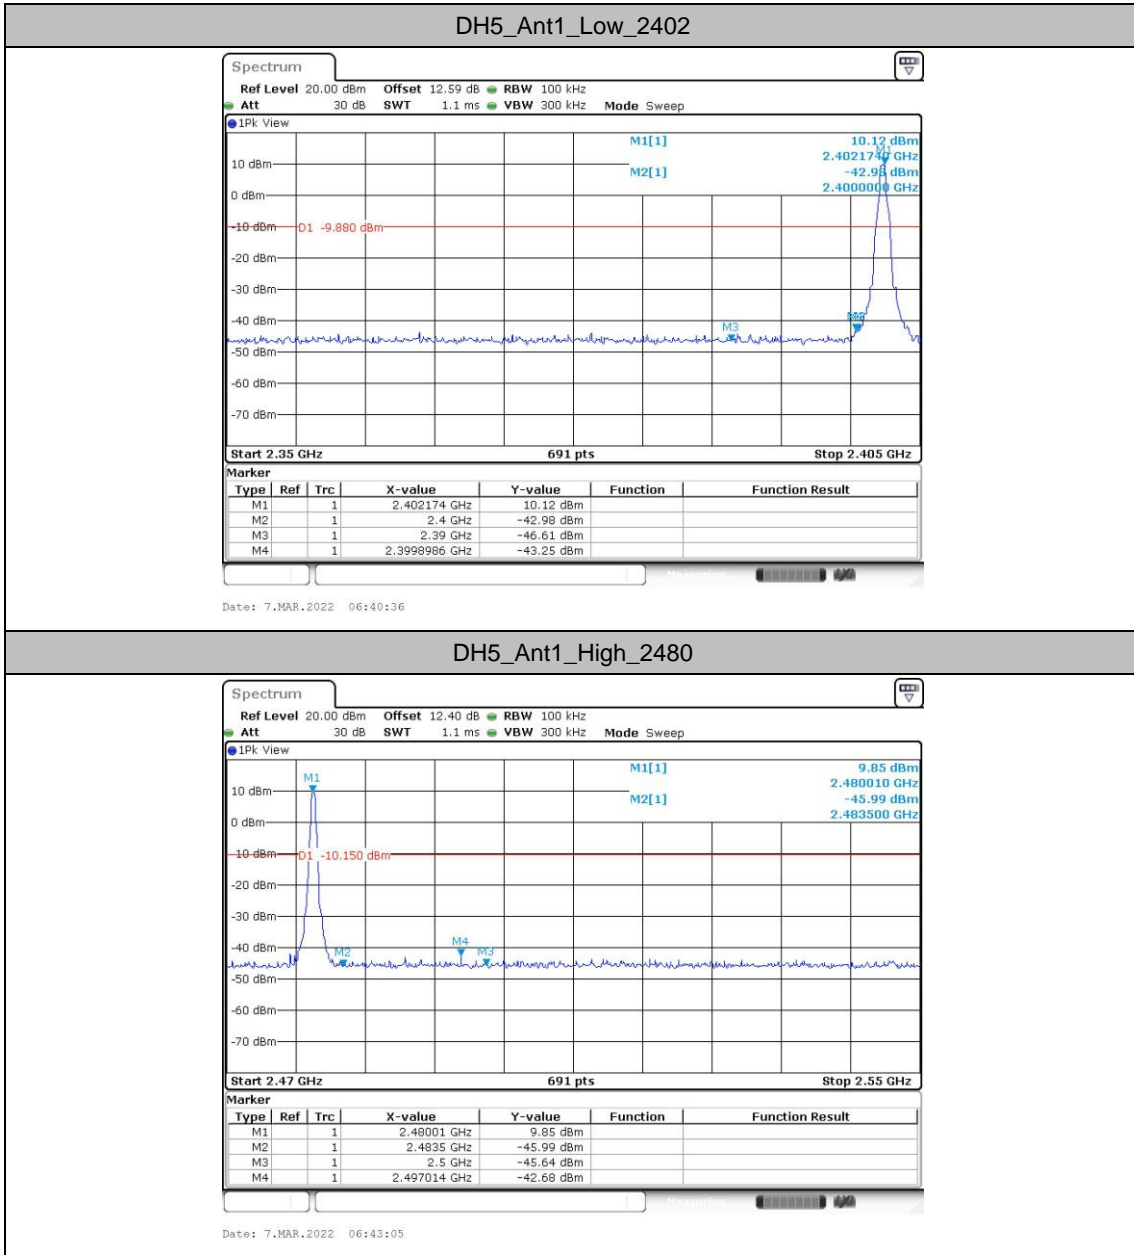 DH5_Ant1_Low_2402
Spectrum
Ref Level 20.00 dBm Offset 12.59 dB RBW 100 kHz
Att 30 dB SWT 1.1 ms VBW 300 kHz Mode Sweep
1Pk View
M1[1] 10.12 dBm
2.4021740 GHz
M2[1] -42.98 dBm
2.4000000 GHz
M1
10 dBm
0 dBm
-10 dBm
D1 -9.880 dBm
-20 dBm
-30 dBm
-40 dBm
M3
-50 dBm
-60 dBm
-70 dBm
Start 2.35 GHz 691 pts Stop 2.405 GHz
Marker
Type Ref Trc X-value Y-value Function Function Result
M1 1 2.402174 GHz 10.12 dBm
M2 1 2.4 GHz -42.98 dBm
M3 1 2.39 GHz -46.61 dBm
M4 1 2.3998986 GHz -43.25 dBm
Date: 7.MAR.2022 06:40:36
DH5_Ant1_High_2480
Spectrum
Ref Level 20.00 dBm Offset 12.40 dB RBW 100 kHz
Att 30 dB SWT 1.1 ms VBW 300 kHz Mode Sweep
1Pk View
M1[1] 9.85 dBm
2.480010 GHz
M2[1] -45.99 dBm
2.483500 GHz
M1
10 dBm
0 dBm
-10 dBm
D1 -10.150 dBm
-20 dBm
-30 dBm
-40 dBm
M2 M4 M3
-50 dBm
-60 dBm
-70 dBm
Start 2.47 GHz 691 pts Stop 2.55 GHz
Marker
Type Ref Trc X-value Y-value Function Function Result
M1 1 2.48001 GHz 9.85 dBm
M2 1 2.4835 GHz -45.99 dBm
M3 1 2.5 GHz -45.64 dBm
M4 1 2.497014 GHz -42.68 dBm
Date: 7.MAR.2022 06:43:05